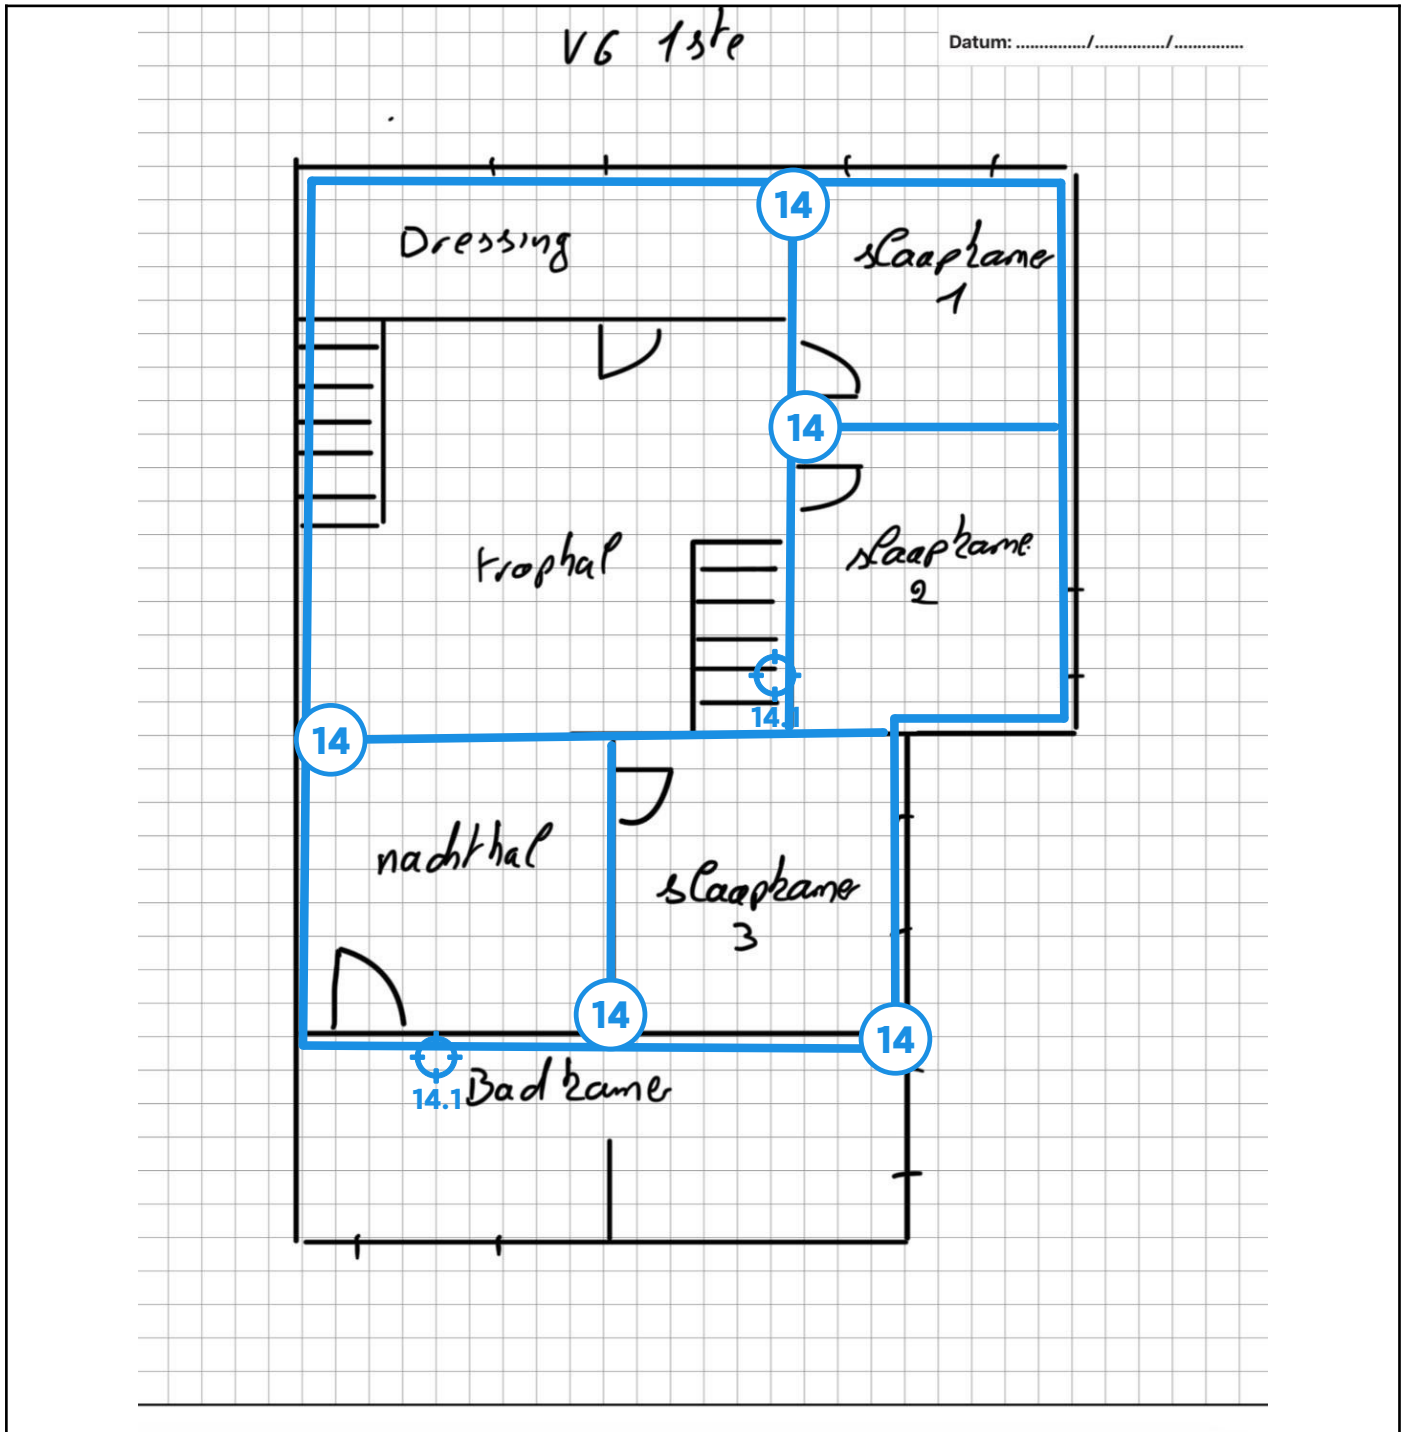 V6 1ste
Datum: ............../............../..............
14
Dressing
slaapkamer
1
14
traphal
slaapkamer
2
14.1
14
nachthal
slaapkamer
3
14
14
14.1
Badkamer